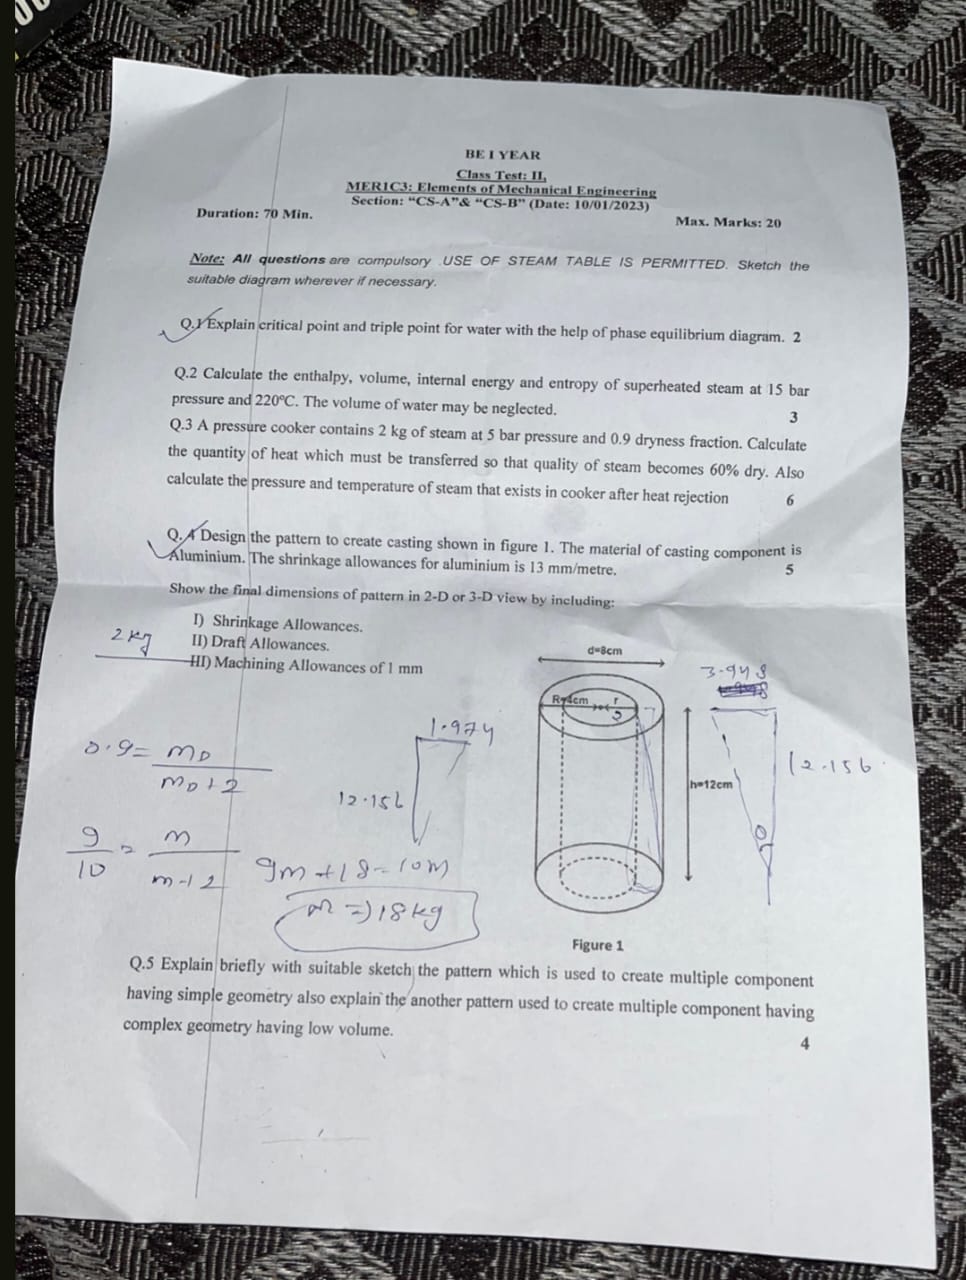 BE I YEAR
Class Test: II,
MER1C3: Elements of Mechanical Engineering
Section: "CS-A"& "CS-B" (Date: 10/01/2023)
Duration: 70 Min.
Max. Marks: 20
Note: All questions are compulsory .USE OF STEAM TABLE IS PERMITTED. Sketch the
suitable diagram wherever if necessary.
Q.1 Explain critical point and triple point for water with the help of phase equilibrium diagram. 2
Q.2 Calculate the enthalpy, volume, internal energy and entropy of superheated steam at 15 bar
pressure and 220°C. The volume of water may be neglected.
3
Q.3 A pressure cooker contains 2 kg of steam at 5 bar pressure and 0.9 dryness fraction. Calculate
the quantity of heat which must be transferred so that quality of steam becomes 60% dry. Also
calculate the pressure and temperature of steam that exists in cooker after heat rejection
6
Q.4 Design the pattern to create casting shown in figure 1. The material of casting component is
Aluminium. The shrinkage allowances for aluminium is 13 mm/metre.
5
Show the final dimensions of pattern in 2-D or 3-D view by including:
I) Shrinkage Allowances.
II) Draft Allowances.
III) Machining Allowances of 1 mm
2 kg
d=8cm
R=4cm
r
h=12cm
3.948
12.156
1.974
12.156
0.9= mD
mD+2
9 = m
10 m+2
9m+18=10m
m => 18kg
Figure 1
Q.5 Explain briefly with suitable sketch the pattern which is used to create multiple component
having simple geometry also explain the another pattern used to create multiple component having
complex geometry having low volume.
4